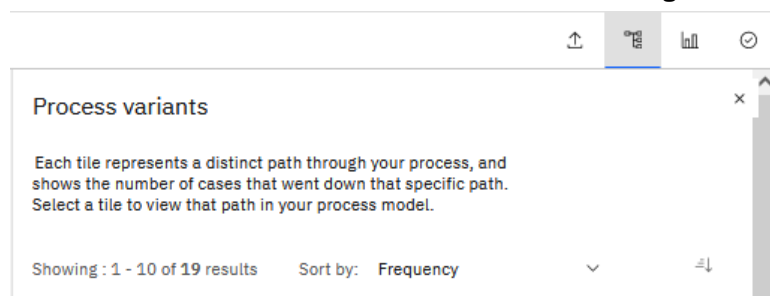 Process variants
Each tile represents a distinct path through your process, and
shows the number of cases that went down that specific path.
Select a tile to view that path in your process model.
Showing : 1 - 10 of 19 results Sort by: Frequency